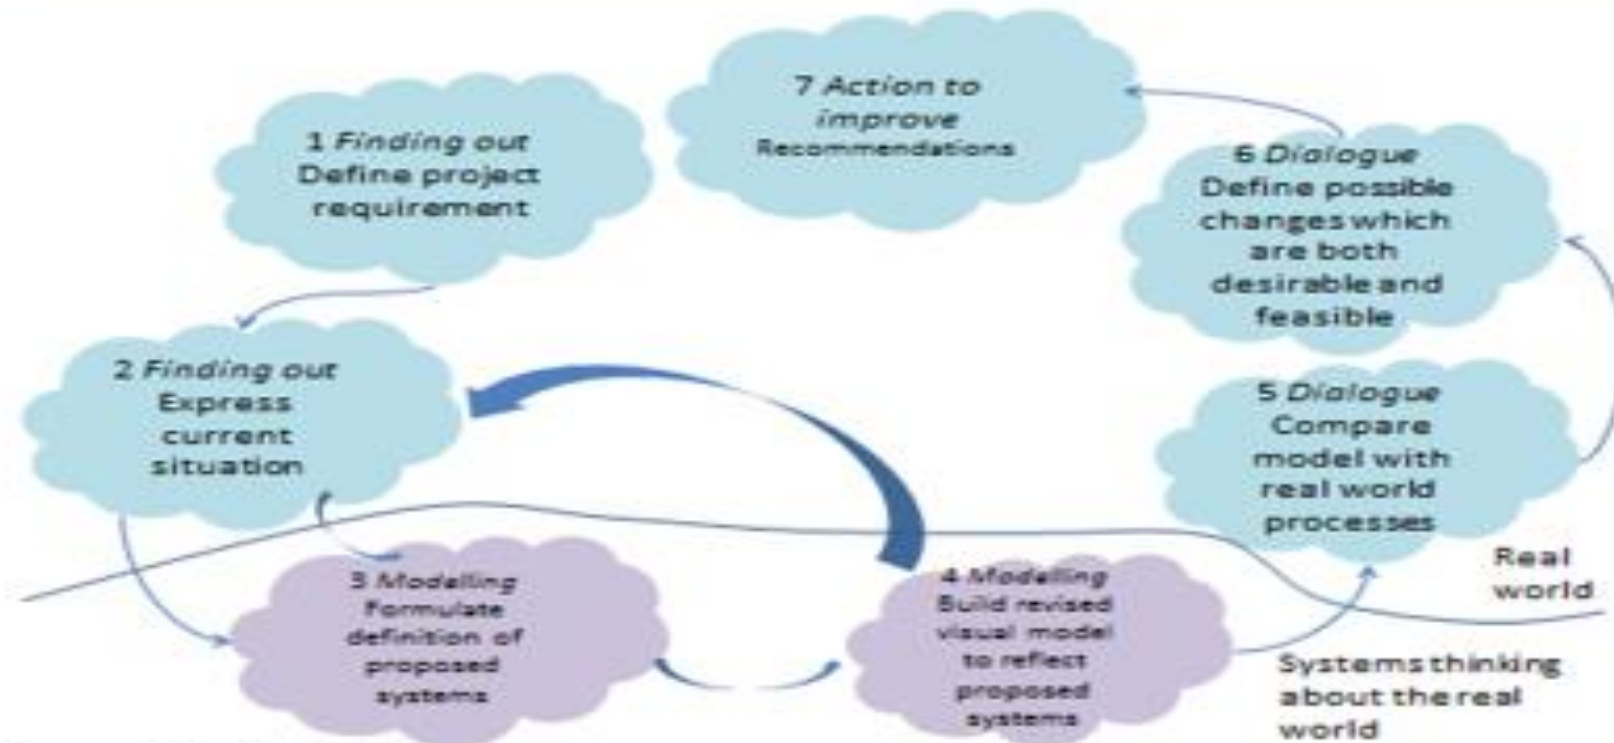 1 Finding out
Define project
requirement
2 Finding out
Express
current
situation
3 Modelling
Formulate
definition of
proposed
systems
4 Modelling
Build revised
visual model
to reflect
proposed
systems
5 Dialogue
Compare
model with
real world
processes
6 Dialogue
Define possible
changes which
are both
desirable and
feasible
7 Action to
improve
Recommendations
Real
world
Systems thinking
about the real
world